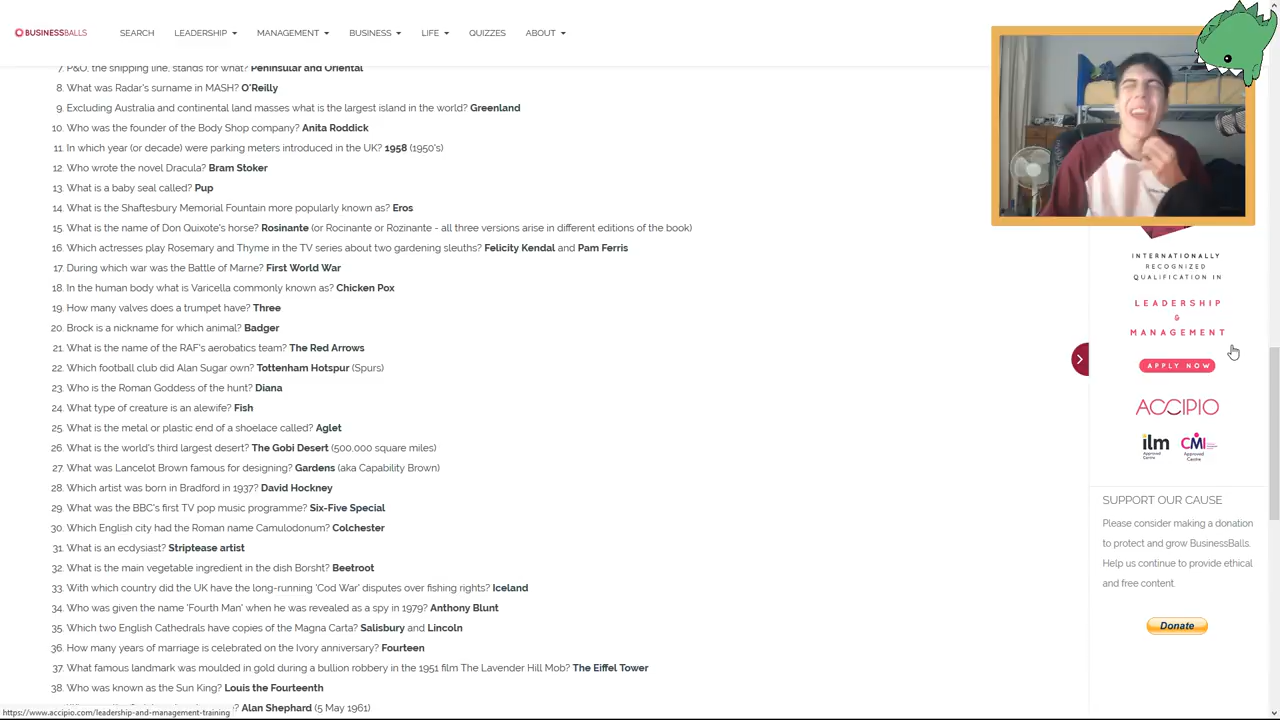 BUSINESSBALLS
SEARCH
LEADERSHIP
MANAGEMENT
BUSINESS
LIFE
QUIZZES
ABOUT
7. P&O, the shipping line, stands for what? Peninsular and Oriental
8. What was Radar's surname in MASH? O'Reilly
9. Excluding Australia and continental land masses what is the largest island in the world? Greenland
10. Who was the founder of the Body Shop company? Anita Roddick
11. In which year (or decade) were parking meters introduced in the UK? 1958 (1950's)
12. Who wrote the novel Dracula? Bram Stoker
13. What is a baby seal called? Pup
14. What is the Shaftesbury Memorial Fountain more popularly known as? Eros
15. What is the name of Don Quixote's horse? Rosinante (or Rocinante or Rozinante - all three versions arise in different editions of the book)
16. Which actresses play Rosemary and Thyme in the TV series about two gardening sleuths? Felicity Kendal and Pam Ferris
17. During which war was the Battle of Marne? First World War
18. In the human body what is Varicella commonly known as? Chicken Pox
19. How many valves does a trumpet have? Three
20. Brock is a nickname for which animal? Badger
21. What is the name of the RAF's aerobatics team? The Red Arrows
22. Which football club did Alan Sugar own? Tottenham Hotspur (Spurs)
23. Who is the Roman Goddess of the hunt? Diana
24. What type of creature is an alewife? Fish
25. What is the metal or plastic end of a shoelace called? Aglet
26. What is the world's third largest desert? The Gobi Desert (500,000 square miles)
27. What was Lancelot Brown famous for designing? Gardens (aka Capability Brown)
28. Which artist was born in Bradford in 1937? David Hockney
29. What was the BBC's first TV pop music programme? Six-Five Special
30. Which English city had the Roman name Camulodonum? Colchester
31. What is an ecdysiast? Striptease artist
32. What is the main vegetable ingredient in the dish Borsht? Beetroot
33. With which country did the UK have the long-running 'Cod War' disputes over fishing rights? Iceland
34. Who was given the name 'Fourth Man' when he was revealed as a spy in 1979? Anthony Blunt
35. Which two English Cathedrals have copies of the Magna Carta? Salisbury and Lincoln
36. How many years of marriage is celebrated on the Ivory anniversary? Fourteen
37. What famous landmark was moulded in gold during a bullion robbery in the 1951 film The Lavender Hill Mob? The Eiffel Tower
38. Who was known as the Sun King? Louis the Fourteenth
? Alan Shephard (5 May 1961)
https://www.accipio.com/leadership-and-management-training
INTERNATIONALLY
RECOGNIZED
QUALIFICATION IN
LEADERSHIP
&
MANAGEMENT
APPLY NOW
ACCIPIO
ilm
Approved
Centre
CMI
Approved
Centre
SUPPORT OUR CAUSE
Please consider making a donation
to protect and grow BusinessBalls.
Help us continue to provide ethical
and free content.
Donate